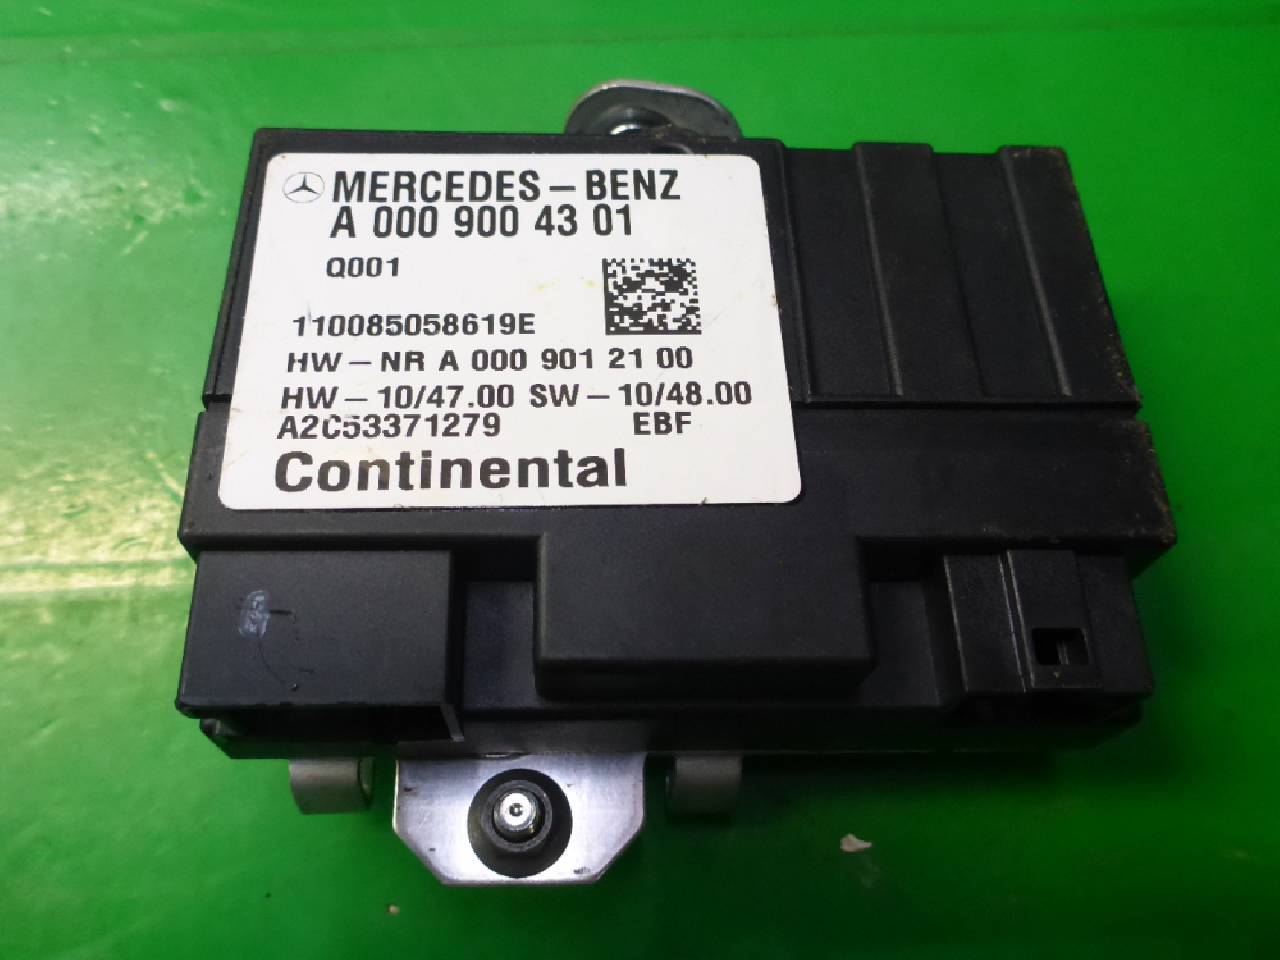 MERCEDES-BENZ
A 000 900 43 01
Q001
110085058619E
HW-NR A 000 901 21 00
HW-10/47.00 SW-10/48.00
A2C53371279 EBF
Continental